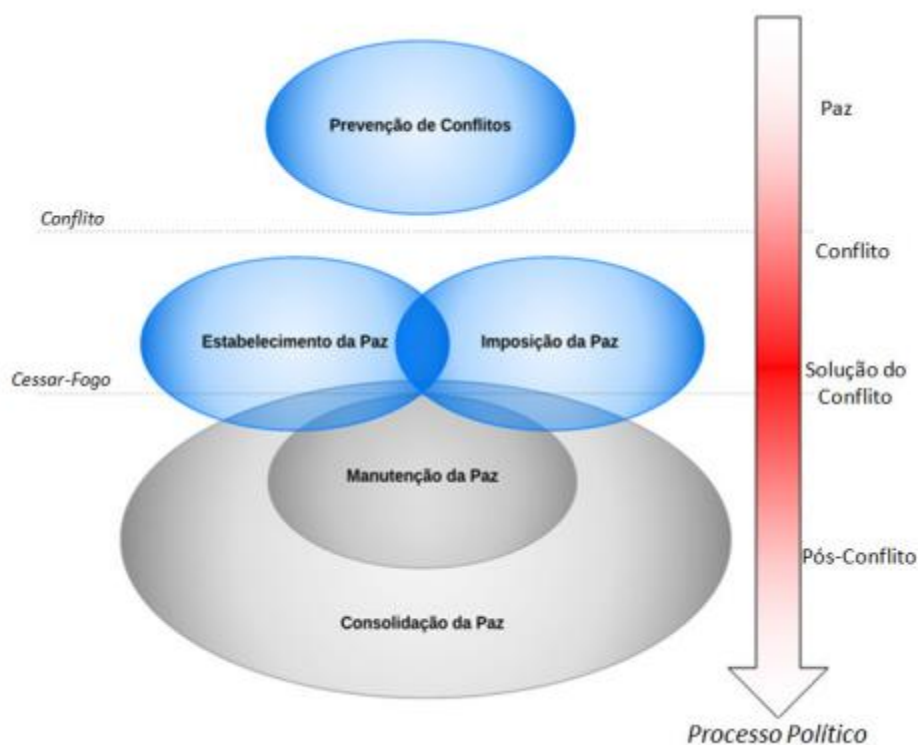 Prevenção de Conflitos
Paz
Conflito
Conflito
Estabelecimento da Paz
Imposição da Paz
Cessar-Fogo
Solução do
Conflito
Manutenção da Paz
Pós-Conflito
Consolidação da Paz
Processo Político